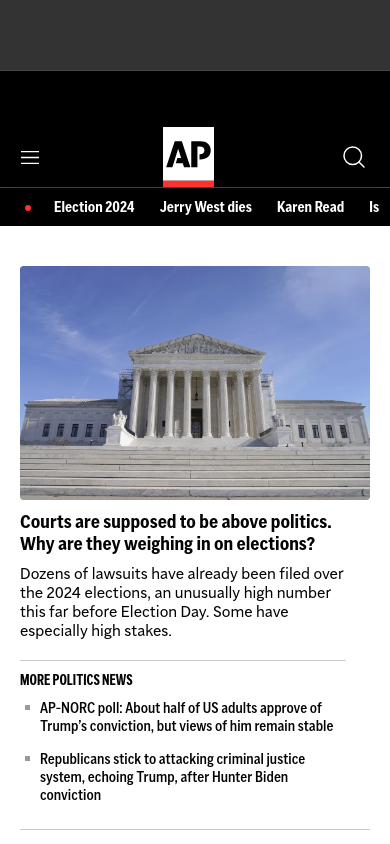 AP
Election 2024 Jerry West dies Karen Read Is
Courts are supposed to be above politics.
Why are they weighing in on elections?
Dozens of lawsuits have already been filed over
the 2024 elections, an unusually high number
this far before Election Day. Some have
especially high stakes.
MORE POLITICS NEWS
AP-NORC poll: About half of US adults approve of
Trump’s conviction, but views of him remain stable
Republicans stick to attacking criminal justice
system, echoing Trump, after Hunter Biden
conviction